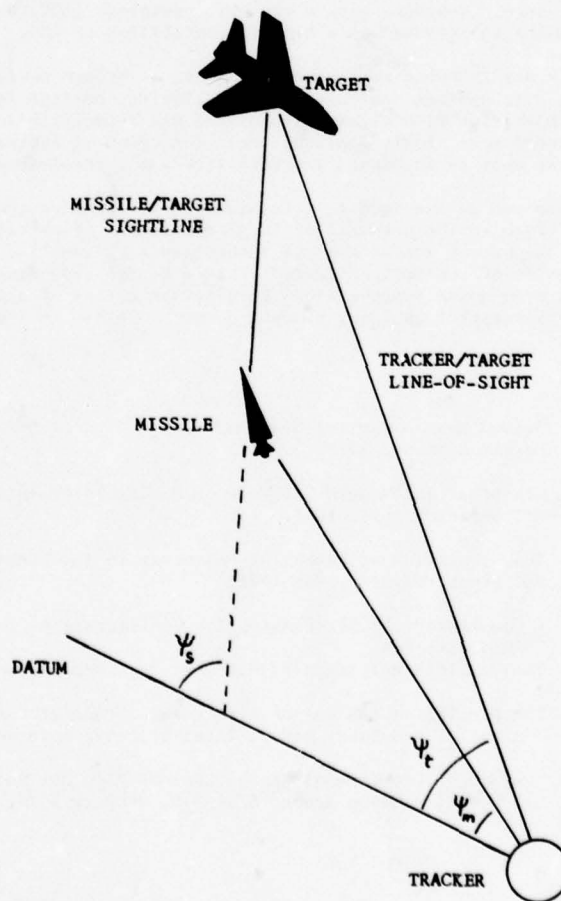 TARGET
MISSILE/TARGET
SIGHTLINE
TRACKER/TARGET
LINE-OF-SIGHT
MISSILE
Ψs
DATUM
Ψt
Ψm
TRACKER